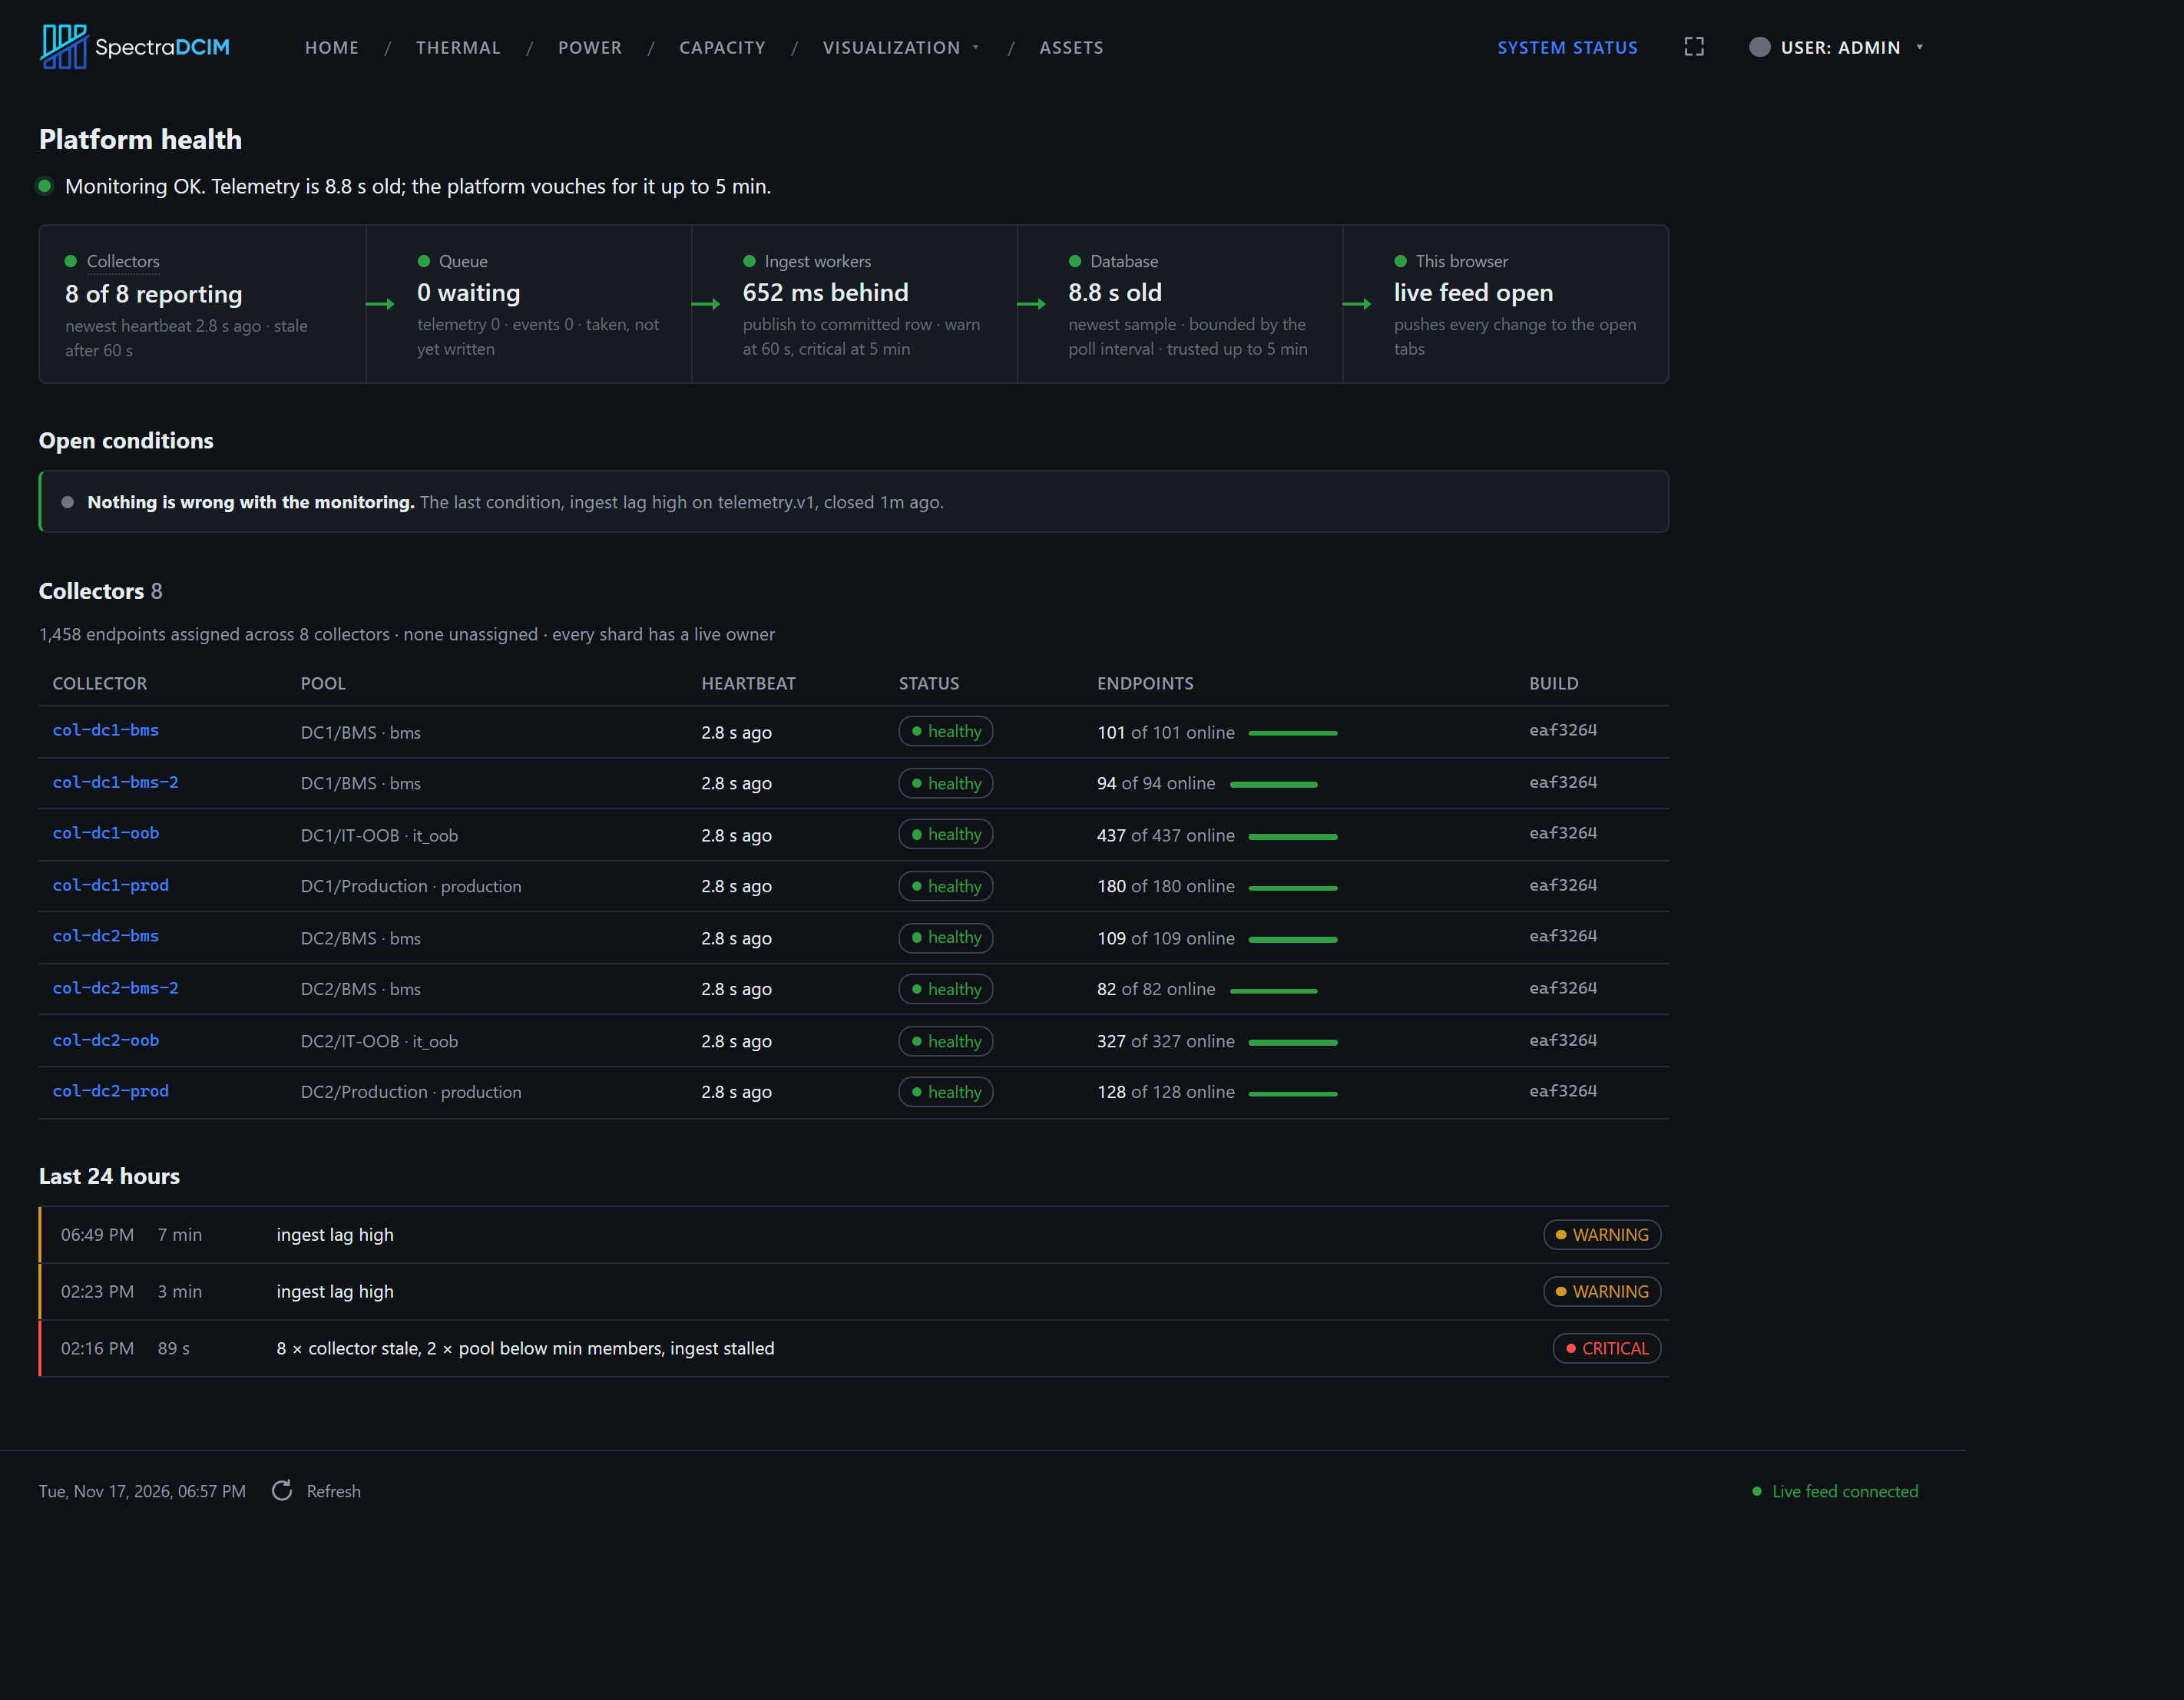 SpectraDCIM HOME / THERMAL / POWER / CAPACITY / VISUALIZATION ▾ / ASSETS SYSTEM STATUS USER: ADMIN ▾
Platform health
Monitoring OK. Telemetry is 8.8 s old; the platform vouches for it up to 5 min.
Collectors
8 of 8 reporting
newest heartbeat 2.8 s ago · stale
after 60 s
Queue
0 waiting
telemetry 0 · events 0 · taken, not
yet written
Ingest workers
652 ms behind
publish to committed row · warn
at 60 s, critical at 5 min
Database
8.8 s old
newest sample · bounded by the
poll interval · trusted up to 5 min
This browser
live feed open
pushes every change to the open
tabs
Open conditions
Nothing is wrong with the monitoring. The last condition, ingest lag high on telemetry.v1, closed 1m ago.
Collectors 8
1,458 endpoints assigned across 8 collectors · none unassigned · every shard has a live owner
COLLECTOR POOL HEARTBEAT STATUS ENDPOINTS BUILD
col-dc1-bms DC1/BMS · bms 2.8 s ago healthy 101 of 101 online eaf3264
col-dc1-bms-2 DC1/BMS · bms 2.8 s ago healthy 94 of 94 online eaf3264
col-dc1-oob DC1/IT-OOB · it_oob 2.8 s ago healthy 437 of 437 online eaf3264
col-dc1-prod DC1/Production · production 2.8 s ago healthy 180 of 180 online eaf3264
col-dc2-bms DC2/BMS · bms 2.8 s ago healthy 109 of 109 online eaf3264
col-dc2-bms-2 DC2/BMS · bms 2.8 s ago healthy 82 of 82 online eaf3264
col-dc2-oob DC2/IT-OOB · it_oob 2.8 s ago healthy 327 of 327 online eaf3264
col-dc2-prod DC2/Production · production 2.8 s ago healthy 128 of 128 online eaf3264
Last 24 hours
06:49 PM 7 min ingest lag high WARNING
02:23 PM 3 min ingest lag high WARNING
02:16 PM 89 s 8 × collector stale, 2 × pool below min members, ingest stalled CRITICAL
Tue, Nov 17, 2026, 06:57 PM Refresh Live feed connected